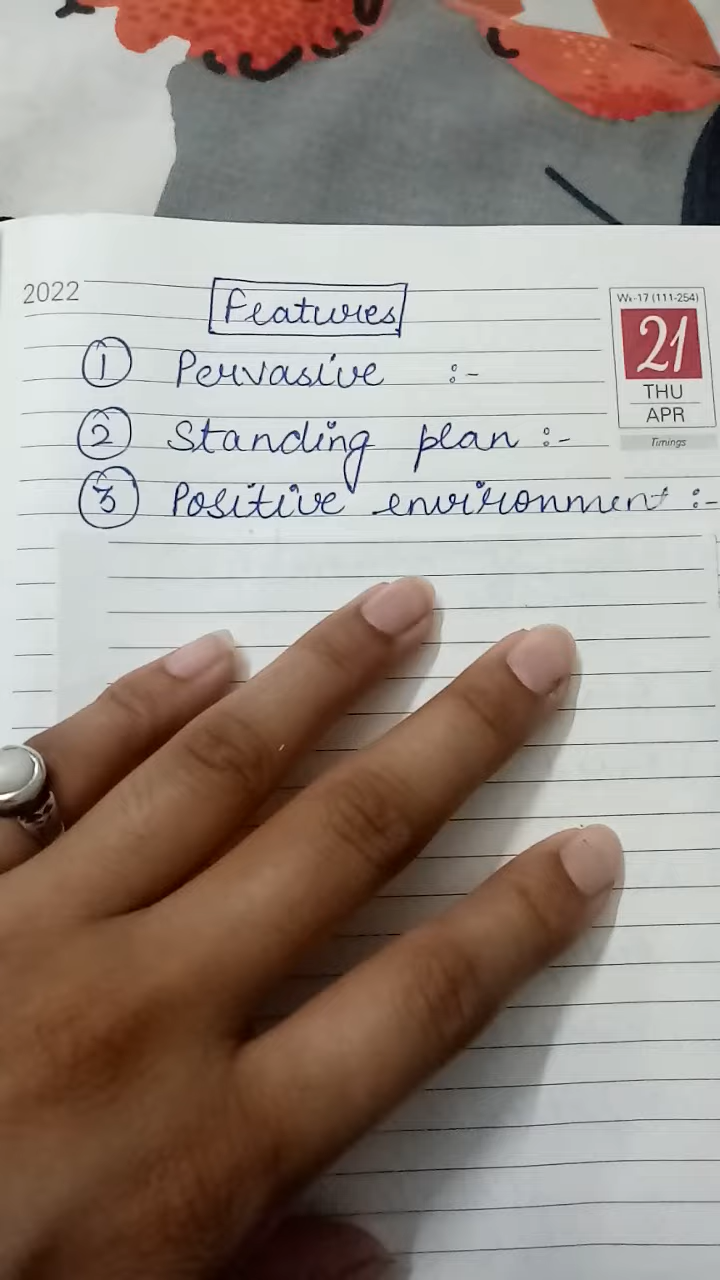 2022
Features
Wk-17 (111-254)
21
THU
APR
Timings
① Pervasive :-
② Standing plan :-
③ Positive environment :-